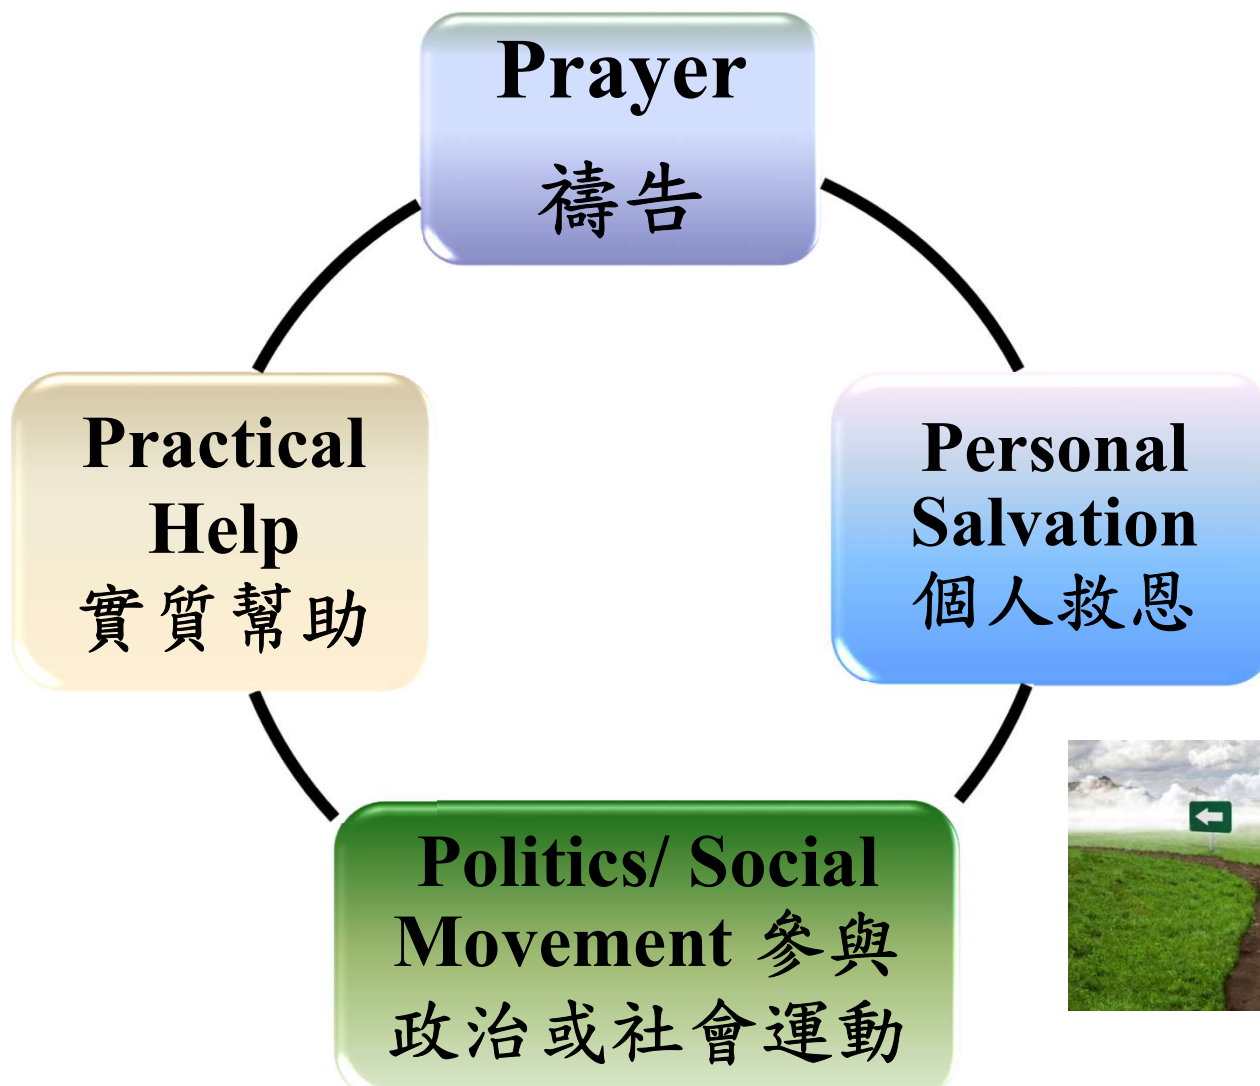 Prayer
禱告
Practical
Help
實質幫助
Personal
Salvation
個人救恩
Politics/ Social
Movement 參與
政治或社會運動